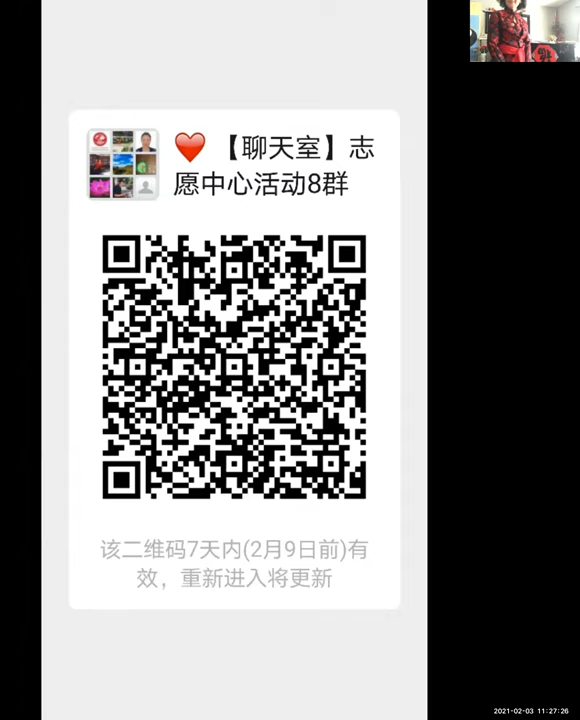 ❤️【聊天室】志
愿中心活动8群
该二维码7天内(2月9日前)有
效，重新进入将更新
2021-02-03 11:27:26